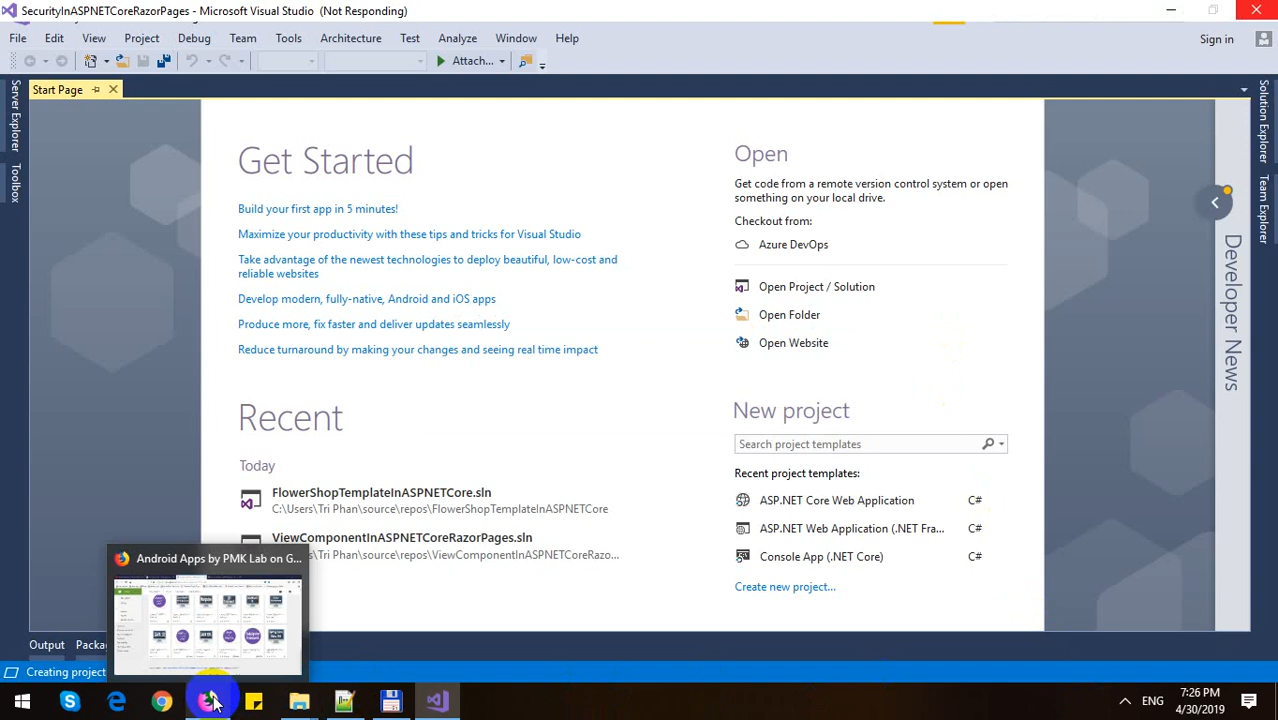 SecurityInASPNETCoreRazorPages - Microsoft Visual Studio (Not Responding)
File Edit View Project Debug Team Tools Architecture Test Analyze Window Help
Sign in
Attach...
Start Page
Server Explorer
Toolbox
Solution Explorer
Team Explorer
Developer News
Get Started
Build your first app in 5 minutes!
Maximize your productivity with these tips and tricks for Visual Studio
Take advantage of the newest technologies to deploy beautiful, low-cost and
reliable websites
Develop modern, fully-native, Android and iOS apps
Produce more, fix faster and deliver updates seamlessly
Reduce turnaround by making your changes and seeing real time impact
Recent
Today
FlowerShopTemplateInASPNETCore.sln
C:\Users\Tri Phan\source\repos\FlowerShopTemplateInASPNETCore
ViewComponentInASPNETCoreRazorPages.sln
\source\repos\ViewComponentInASPNETCoreRazo...
Open
Get code from a remote version control system or open
something on your local drive.
Checkout from:
Azure DevOps
Open Project / Solution
Open Folder
Open Website
New project
Search project templates
Recent project templates:
ASP.NET Core Web Application C#
ASP.NET Web Application (.NET Fra... C#
Console App (.NET Core) C#
Create new project...
Android Apps by PMK Lab on G...
Output
Creating project
ENG
7:26 PM
4/30/2019